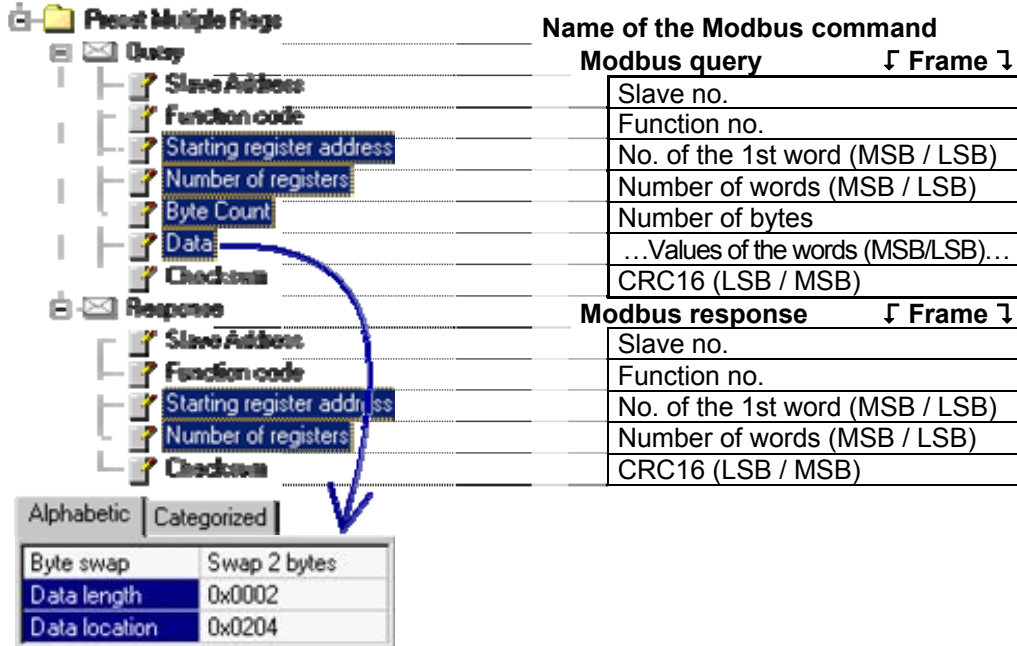 Preset Multiple Regs
Name of the Modbus command
Query
Modbus query Frame
Slave Address
Slave no.
Function code
Function no.
Starting register address
No. of the 1st word (MSB / LSB)
Number of registers
Number of words (MSB / LSB)
Byte Count
Number of bytes
Data
…Values of the words (MSB/LSB)…
Checksum
CRC16 (LSB / MSB)
Response
Modbus response Frame
Slave Address
Slave no.
Function code
Function no.
Starting register address
No. of the 1st word (MSB / LSB)
Number of registers
Number of words (MSB / LSB)
Checksum
CRC16 (LSB / MSB)
Alphabetic Categorized
Byte swap Swap 2 bytes
Data length 0x0002
Data location 0x0204